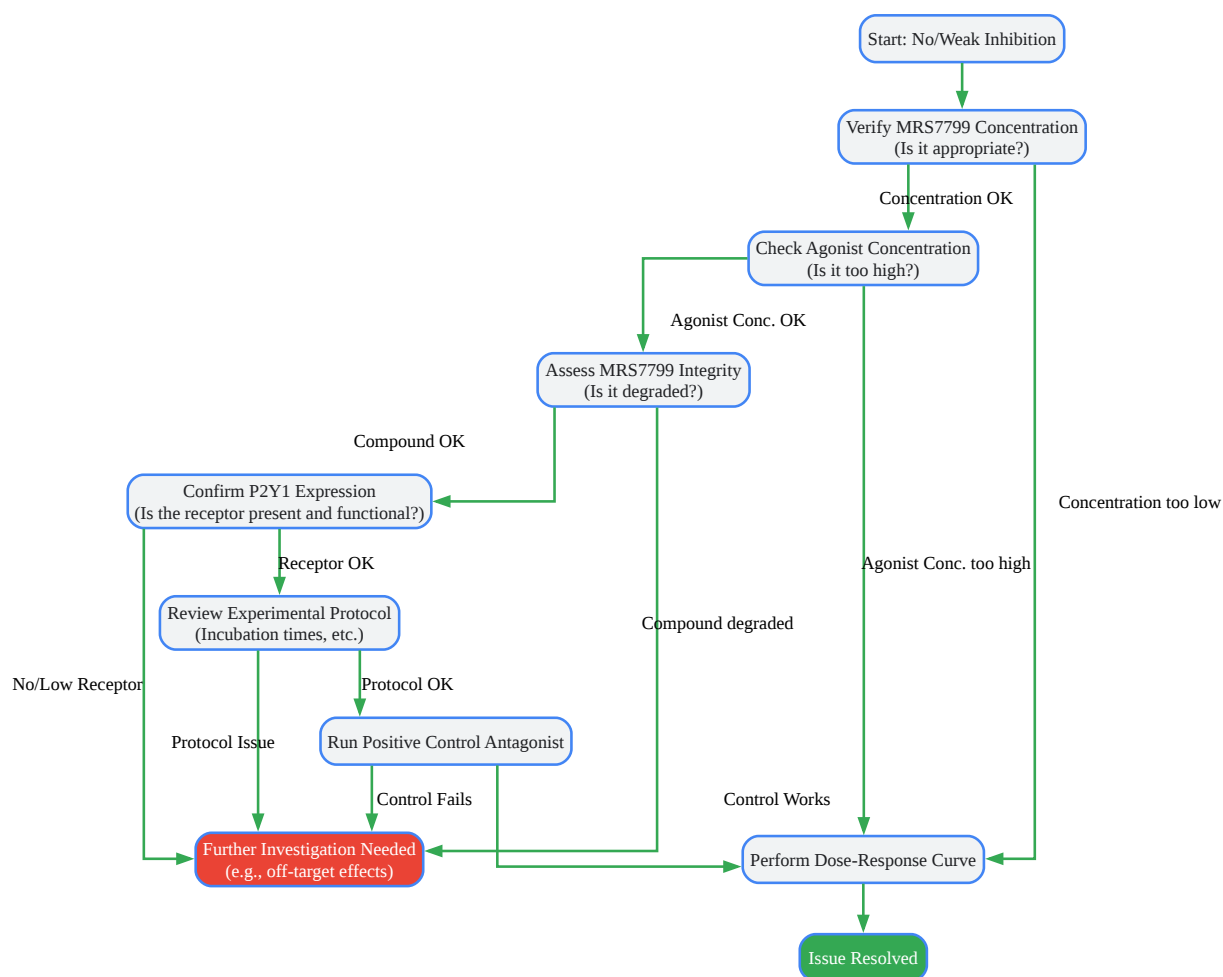 Start: No/Weak Inhibition
Verify MRS7799 Concentration
(Is it appropriate?)
Concentration OK
Check Agonist Concentration
(Is it too high?)
Agonist Conc. OK
Assess MRS7799 Integrity
(Is it degraded?)
Compound OK
Confirm P2Y1 Expression
(Is the receptor present and functional?)
Concentration too low
Receptor OK
Agonist Conc. too high
Review Experimental Protocol
(Incubation times, etc.)
Compound degraded
No/Low Receptor
Protocol OK
Protocol Issue
Run Positive Control Antagonist
Control Fails
Control Works
Further Investigation Needed
(e.g., off-target effects)
Perform Dose-Response Curve
Issue Resolved